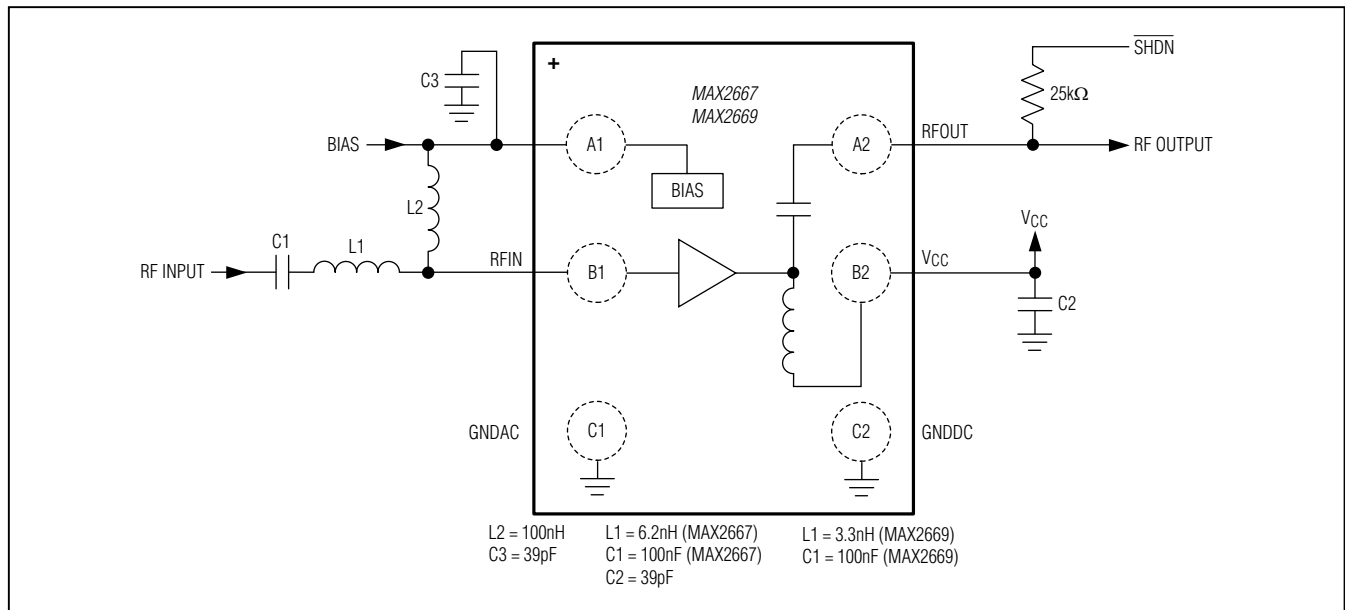 +
MAX2667
MAX2669
C3
SHDN
25kΩ
BIAS
A1
A2
RFOUT
RF OUTPUT
BIAS
L2
VCC
C1
L1
RF INPUT
RFIN
B1
B2
VCC
C2
GNDAC
C1
C2
GNDDC
L2 = 100nH L1 = 6.2nH (MAX2667) L1 = 3.3nH (MAX2669)
C3 = 39pF C1 = 100nF (MAX2667) C1 = 100nF (MAX2669)
C2 = 39pF